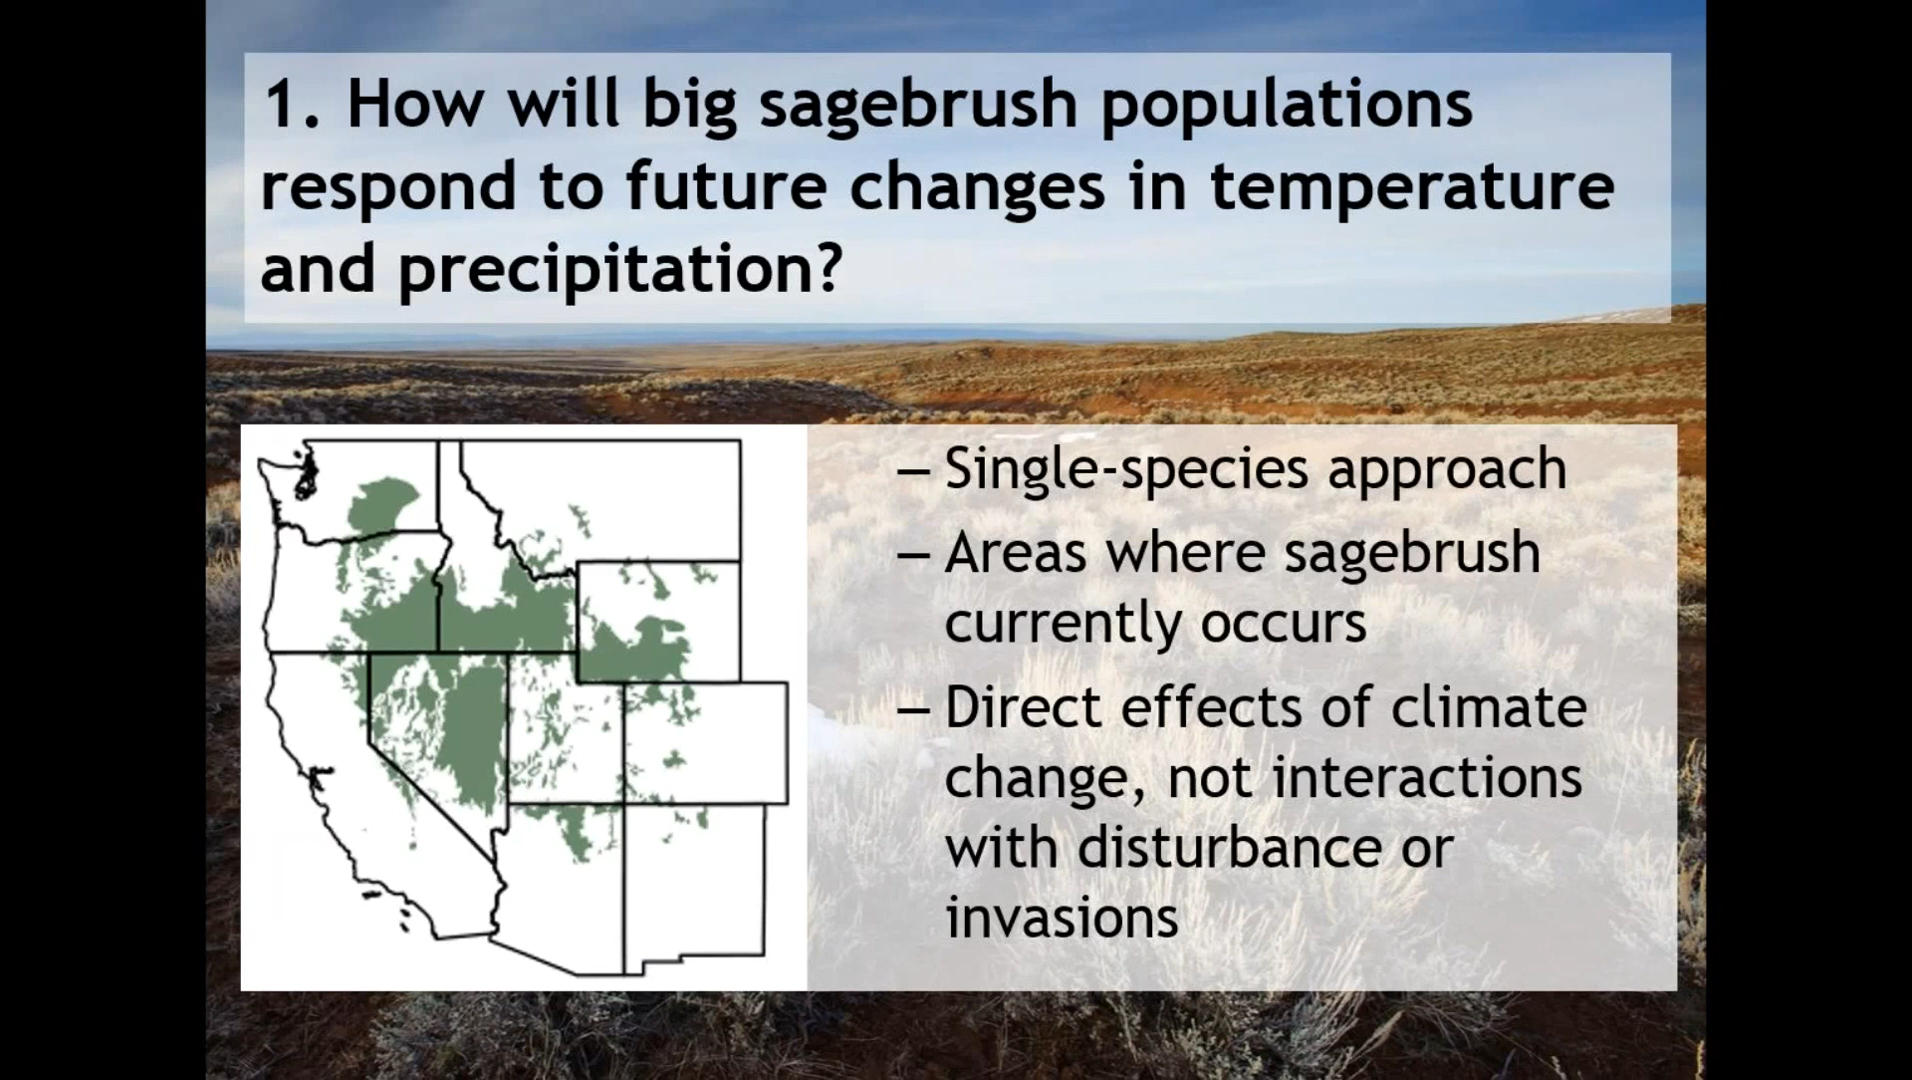 1. How will big sagebrush populations
respond to future changes in temperature
and precipitation?
– Single-species approach
– Areas where sagebrush
currently occurs
– Direct effects of climate
change, not interactions
with disturbance or
invasions